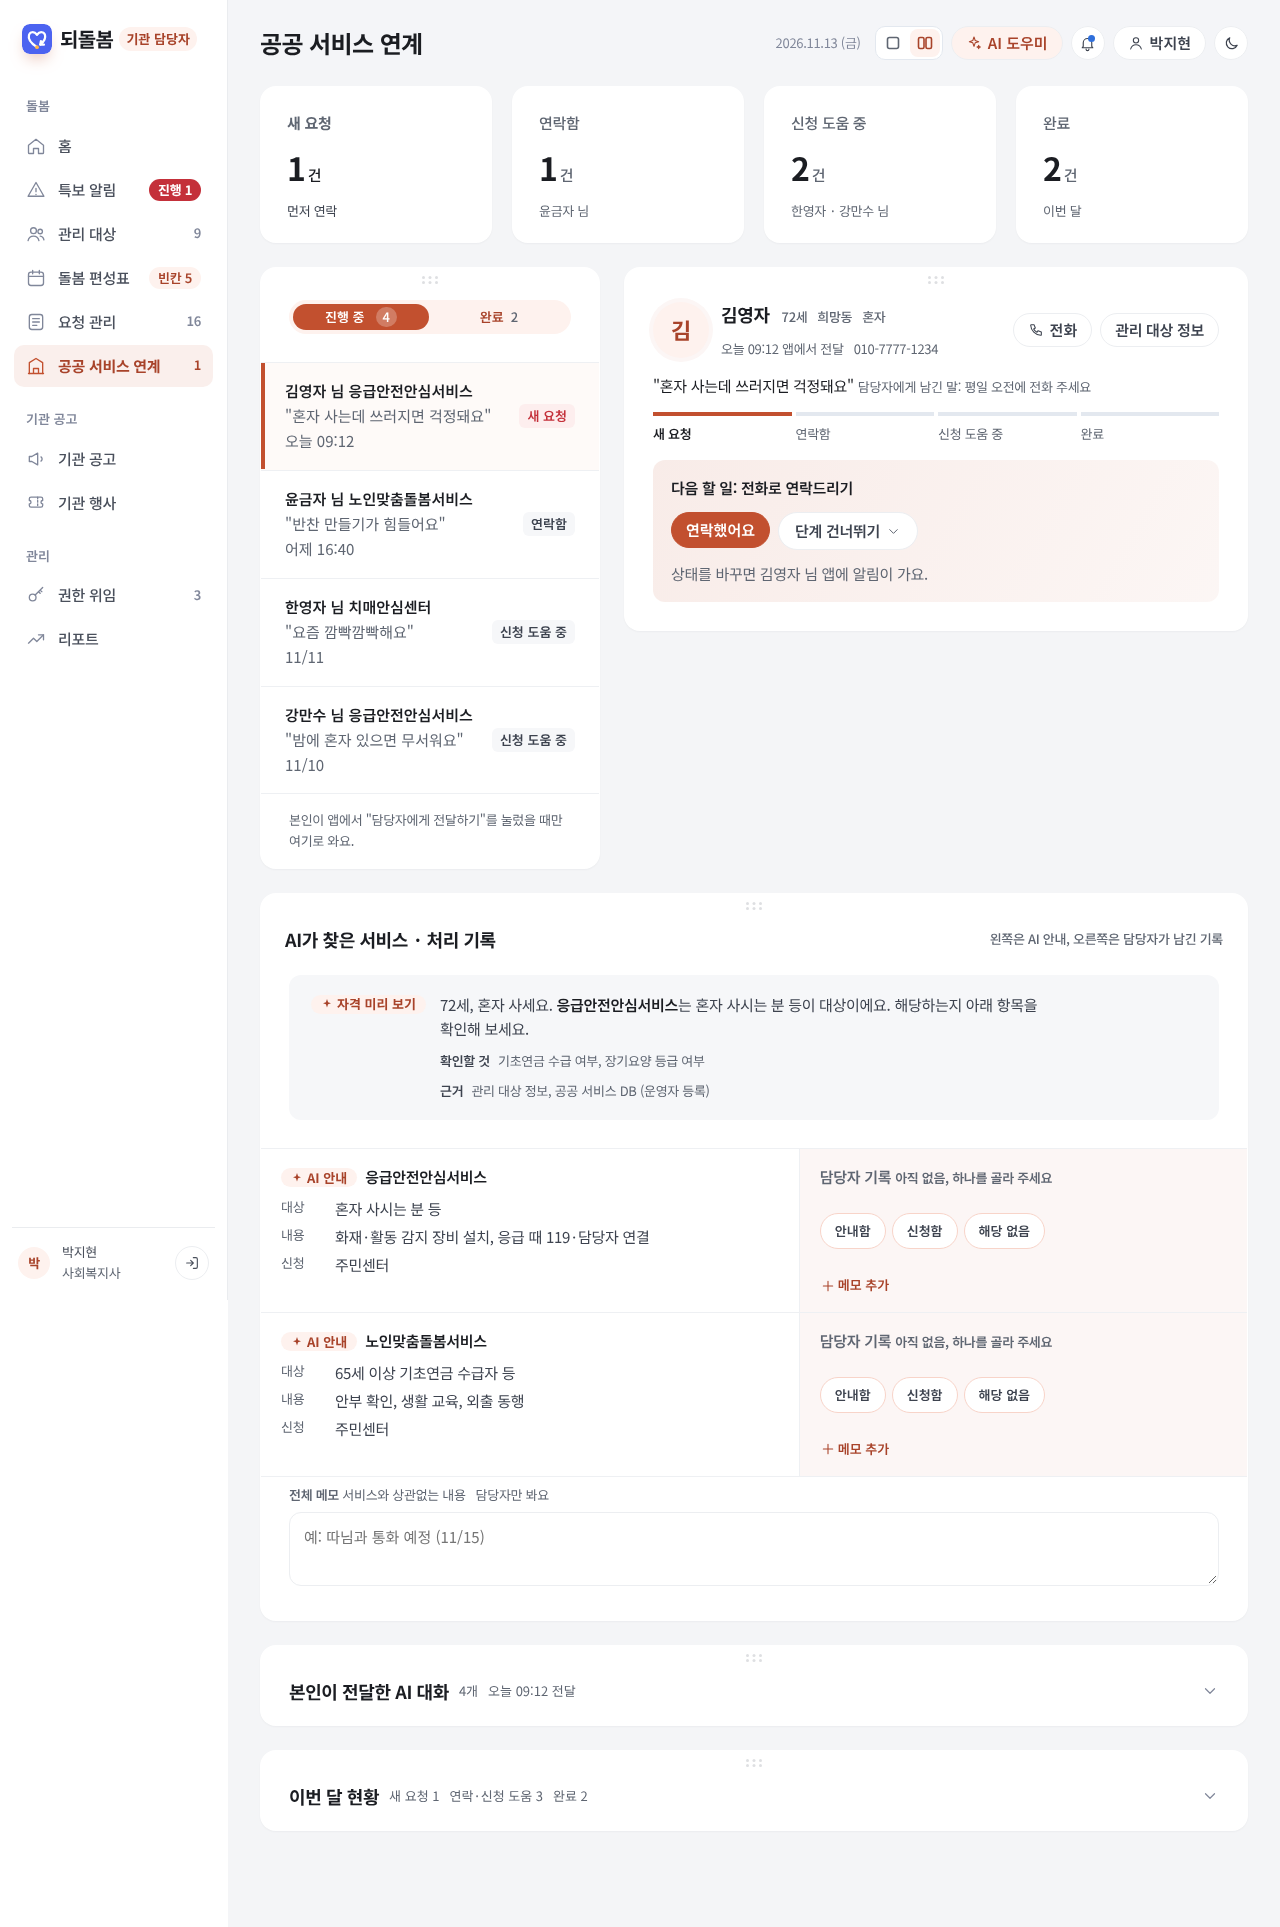 되돌봄 기관 담당자
돌봄
홈
특보 알림 진행 1
관리 대상 9
돌봄 편성표 빈칸 5
요청 관리 16
공공 서비스 연계 1
기관 공고
기관 공고
기관 행사
관리
권한 위임 3
리포트
박 박지현
사회복지사
공공 서비스 연계
2026.11.13 (금) AI 도우미 박지현
새 요청
1건
먼저 연락
연락함
1건
윤금자 님
신청 도움 중
2건
한영자 · 강만수 님
완료
2건
이번 달
진행 중 4 완료 2
김영자 님 응급안전안심서비스
"혼자 사는데 쓰러지면 걱정돼요" 새 요청
오늘 09:12
윤금자 님 노인맞춤돌봄서비스
"반찬 만들기가 힘들어요" 연락함
어제 16:40
한영자 님 치매안심센터
"요즘 깜빡깜빡해요" 신청 도움 중
11/11
강만수 님 응급안전안심서비스
"밤에 혼자 있으면 무서워요" 신청 도움 중
11/10
본인이 앱에서 "담당자에게 전달하기"를 눌렀을 때만
여기로 와요.
김 김영자 72세 희망동 혼자
오늘 09:12 앱에서 전달 010-7777-1234
전화 관리 대상 정보
"혼자 사는데 쓰러지면 걱정돼요" 담당자에게 남긴 말: 평일 오전에 전화 주세요
새 요청 연락함 신청 도움 중 완료
다음 할 일: 전화로 연락드리기
연락했어요 단계 건너뛰기
상태를 바꾸면 김영자 님 앱에 알림이 가요.
AI가 찾은 서비스 · 처리 기록 왼쪽은 AI 안내, 오른쪽은 담당자가 남긴 기록
자격 미리 보기 72세, 혼자 사세요. 응급안전안심서비스는 혼자 사시는 분 등이 대상이에요. 해당하는지 아래 항목을
확인해 보세요.
확인할 것 기초연금 수급 여부, 장기요양 등급 여부
근거 관리 대상 정보, 공공 서비스 DB (운영자 등록)
AI 안내 응급안전안심서비스
대상 혼자 사시는 분 등
내용 화재·활동 감지 장비 설치, 응급 때 119·담당자 연결
신청 주민센터
담당자 기록 아직 없음, 하나를 골라 주세요
안내함 신청함 해당 없음
메모 추가
AI 안내 노인맞춤돌봄서비스
대상 65세 이상 기초연금 수급자 등
내용 안부 확인, 생활 교육, 외출 동행
신청 주민센터
담당자 기록 아직 없음, 하나를 골라 주세요
안내함 신청함 해당 없음
메모 추가
전체 메모 서비스와 상관없는 내용 담당자만 봐요
예: 따님과 통화 예정 (11/15)
본인이 전달한 AI 대화 4개 오늘 09:12 전달
이번 달 현황 새 요청 1 연락·신청 도움 3 완료 2